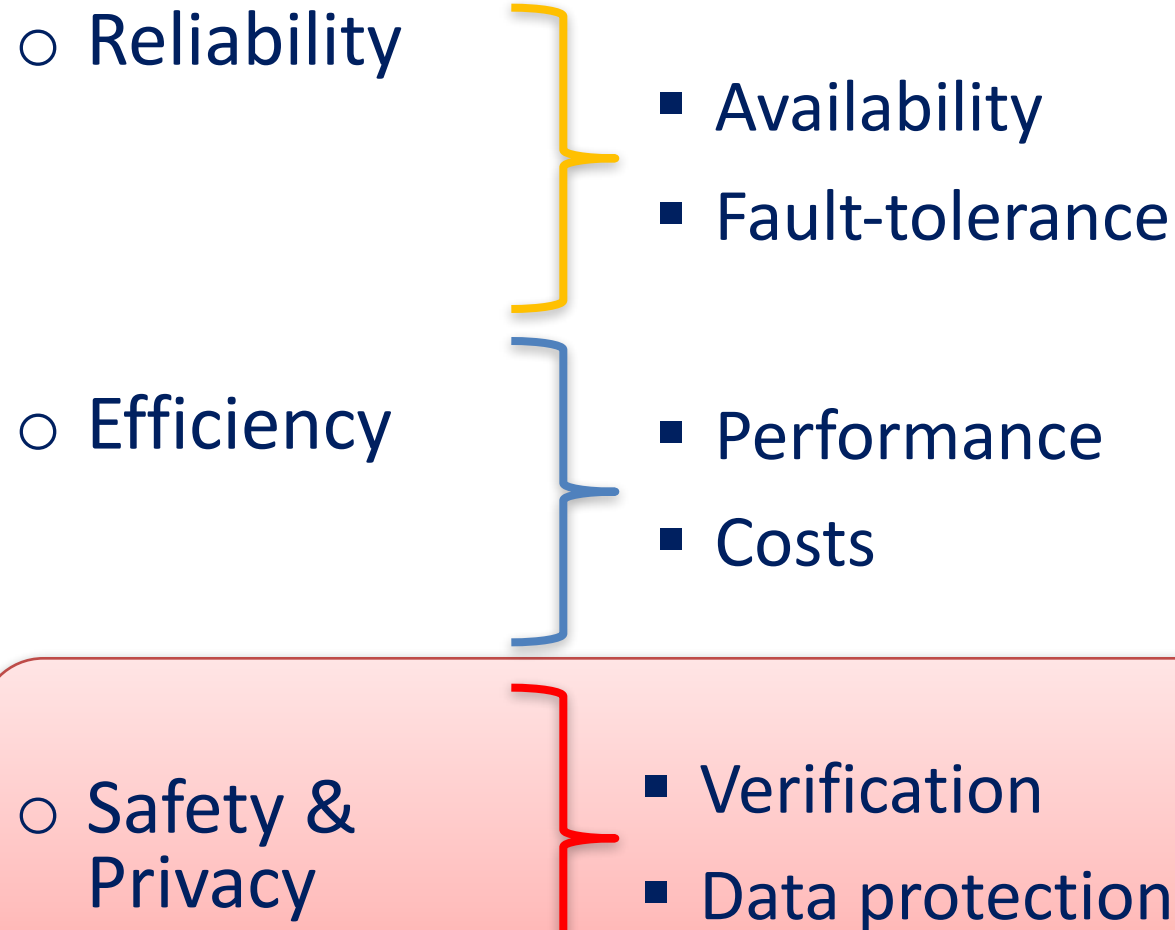 Reliability
Availability
Fault-tolerance
Efficiency
Performance
Costs
Safety &
Privacy
Verification
Data protection